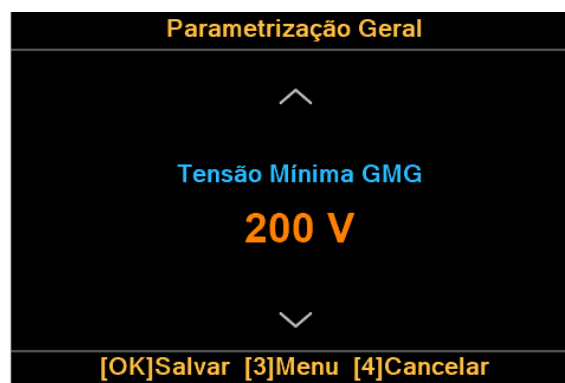 Parametrização Geral
Tensão Mínima GMG
200 V
[OK]Salvar [3]Menu [4]Cancelar